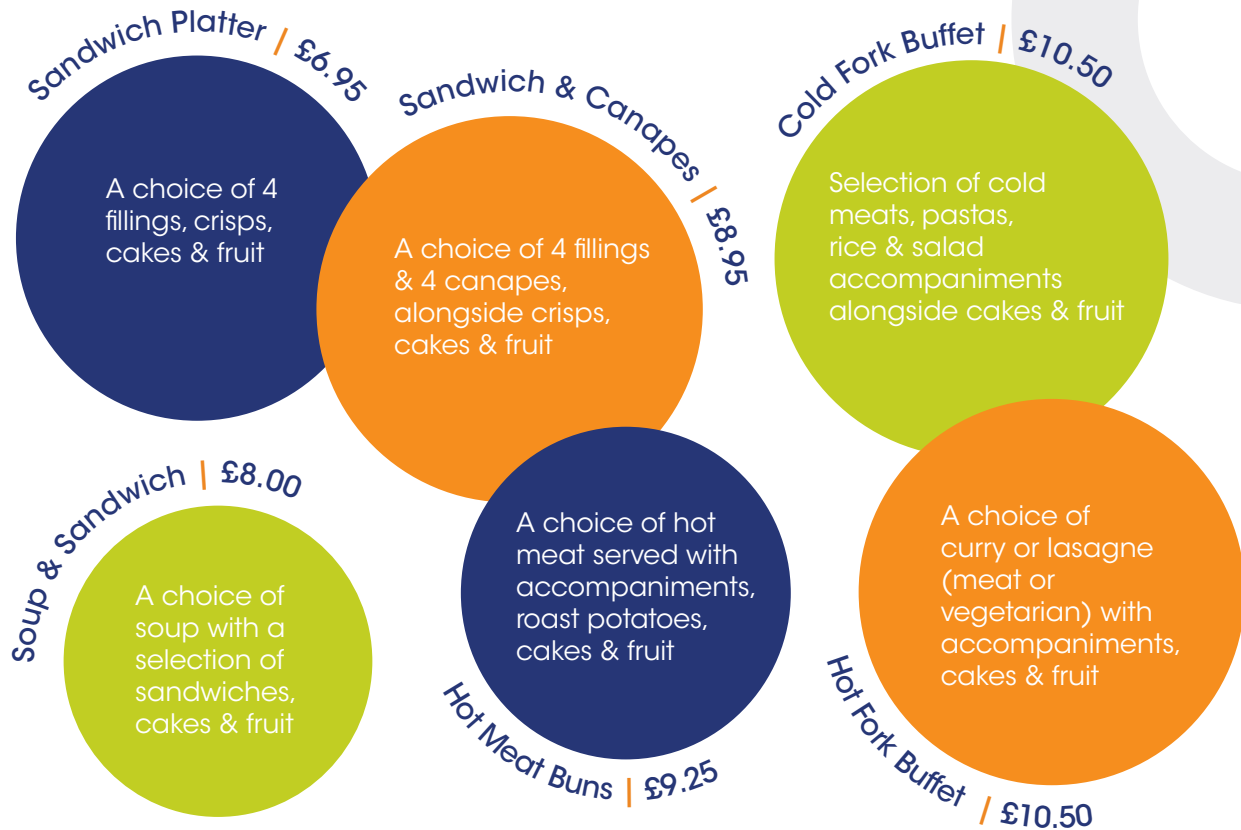 Sandwich Platter | £6.95
A choice of 4
fillings, crisps,
cakes & fruit
Sandwich & Canapes | £8.95
A choice of 4 fillings
& 4 canapes,
alongside crisps,
cakes & fruit
Cold Fork Buffet | £10.50
Selection of cold
meats, pastas,
rice & salad
accompaniments
alongside cakes & fruit
Soup & Sandwich | £8.00
A choice of
soup with a
selection of
sandwiches,
cakes & fruit
A choice of hot
meat served with
accompaniments,
roast potatoes,
cakes & fruit
Hot Meat Buns | £9.25
A choice of
curry or lasagne
(meat or
vegetarian) with
accompaniments,
cakes & fruit
Hot Fork Buffet | £10.50